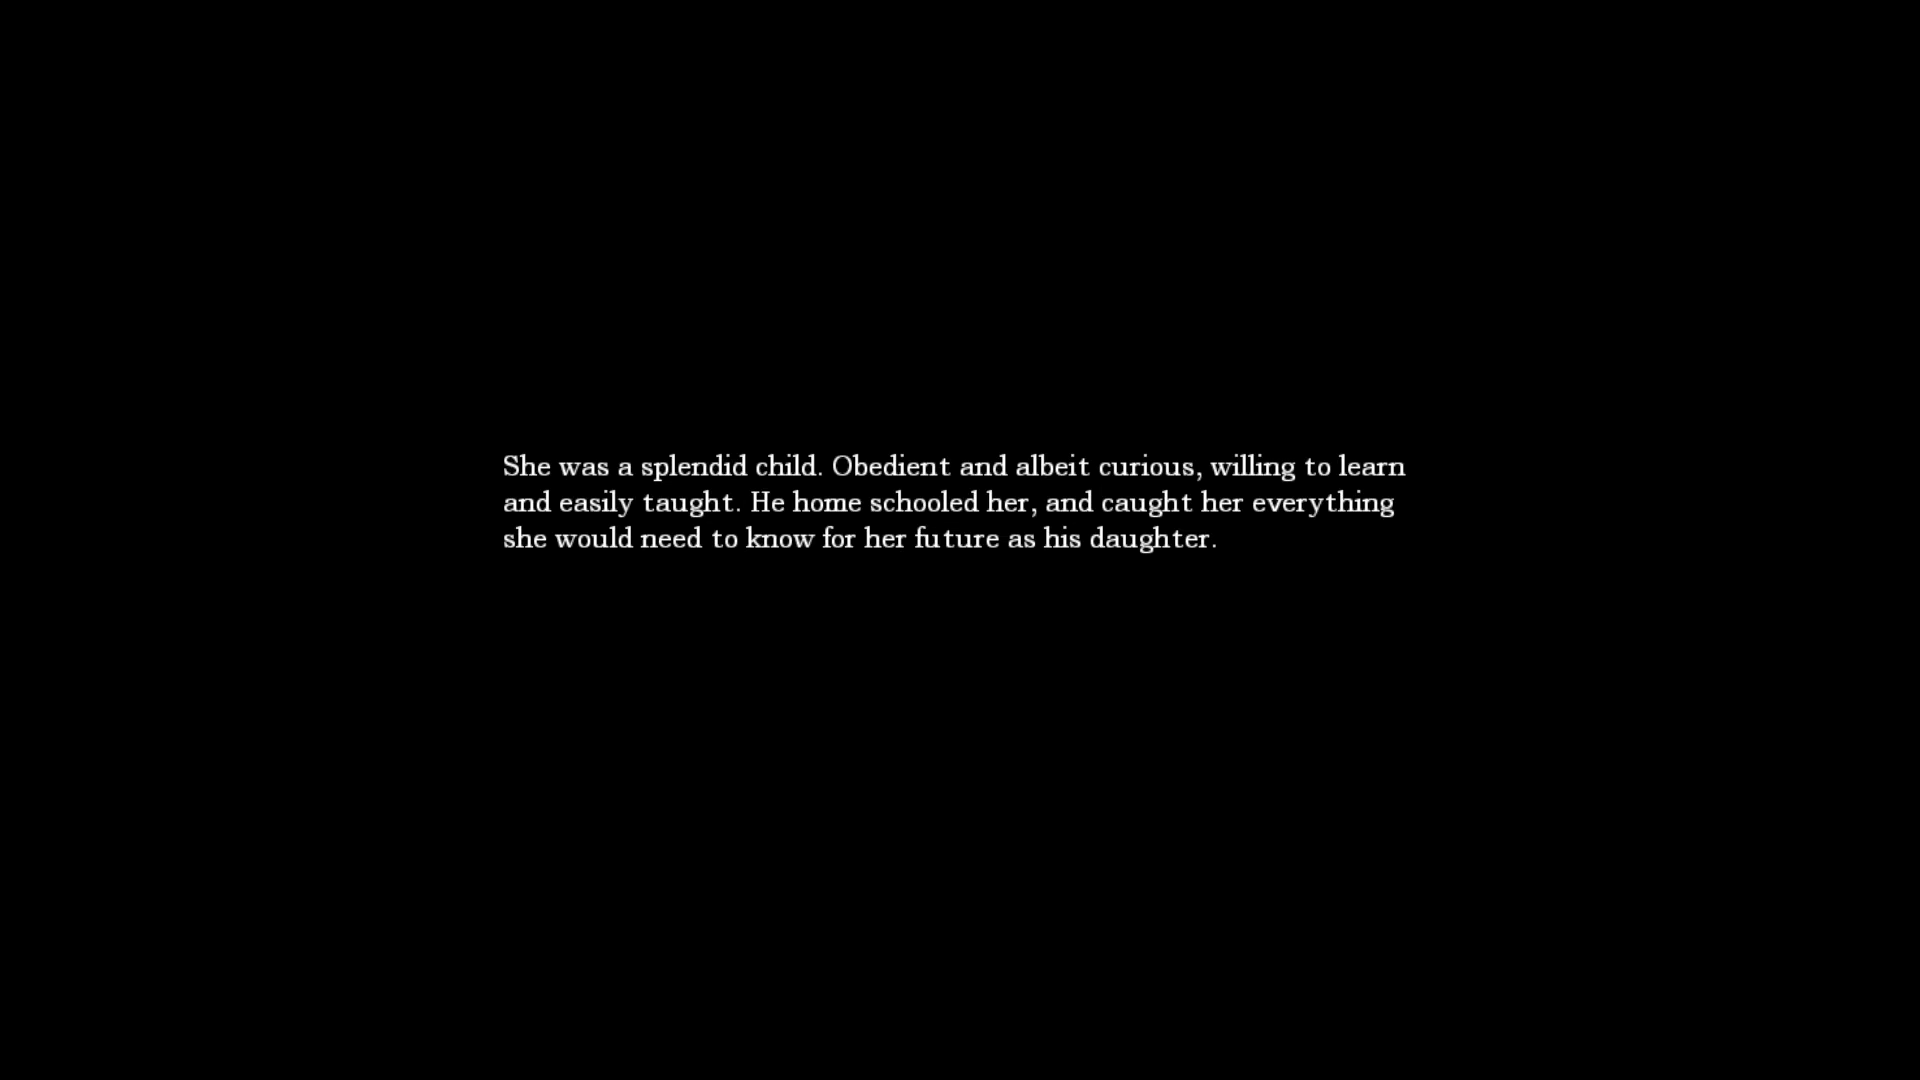 She was a splendid child. Obedient and albeit curious, willing to learn
and easily taught. He home schooled her, and caught her everything
she would need to know for her future as his daughter.